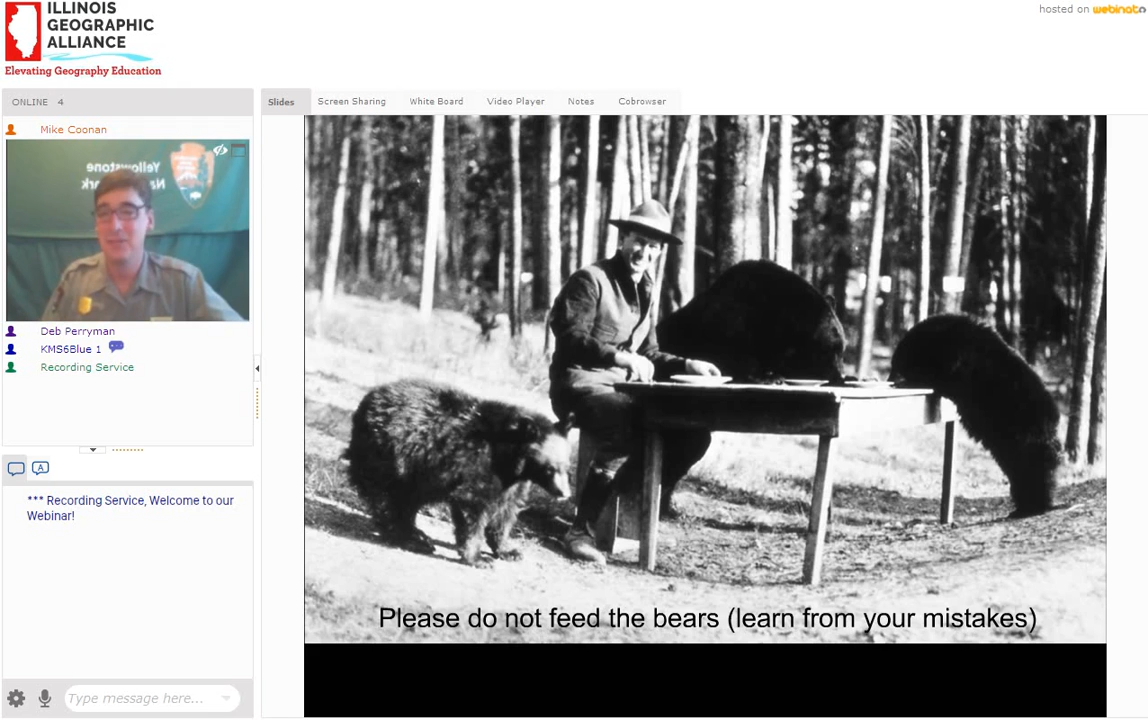 ILLINOIS
GEOGRAPHIC
ALLIANCE
Elevating Geography Education
hosted on webinato
ONLINE 4
Mike Coonan
Yellowstone
Deb Perryman
KMS6Blue 1
Recording Service
Slides
Screen Sharing
White Board
Video Player
Notes
Cobrowser
Please do not feed the bears (learn from your mistakes)
A
*** Recording Service, Welcome to our
Webinar!
Type message here...